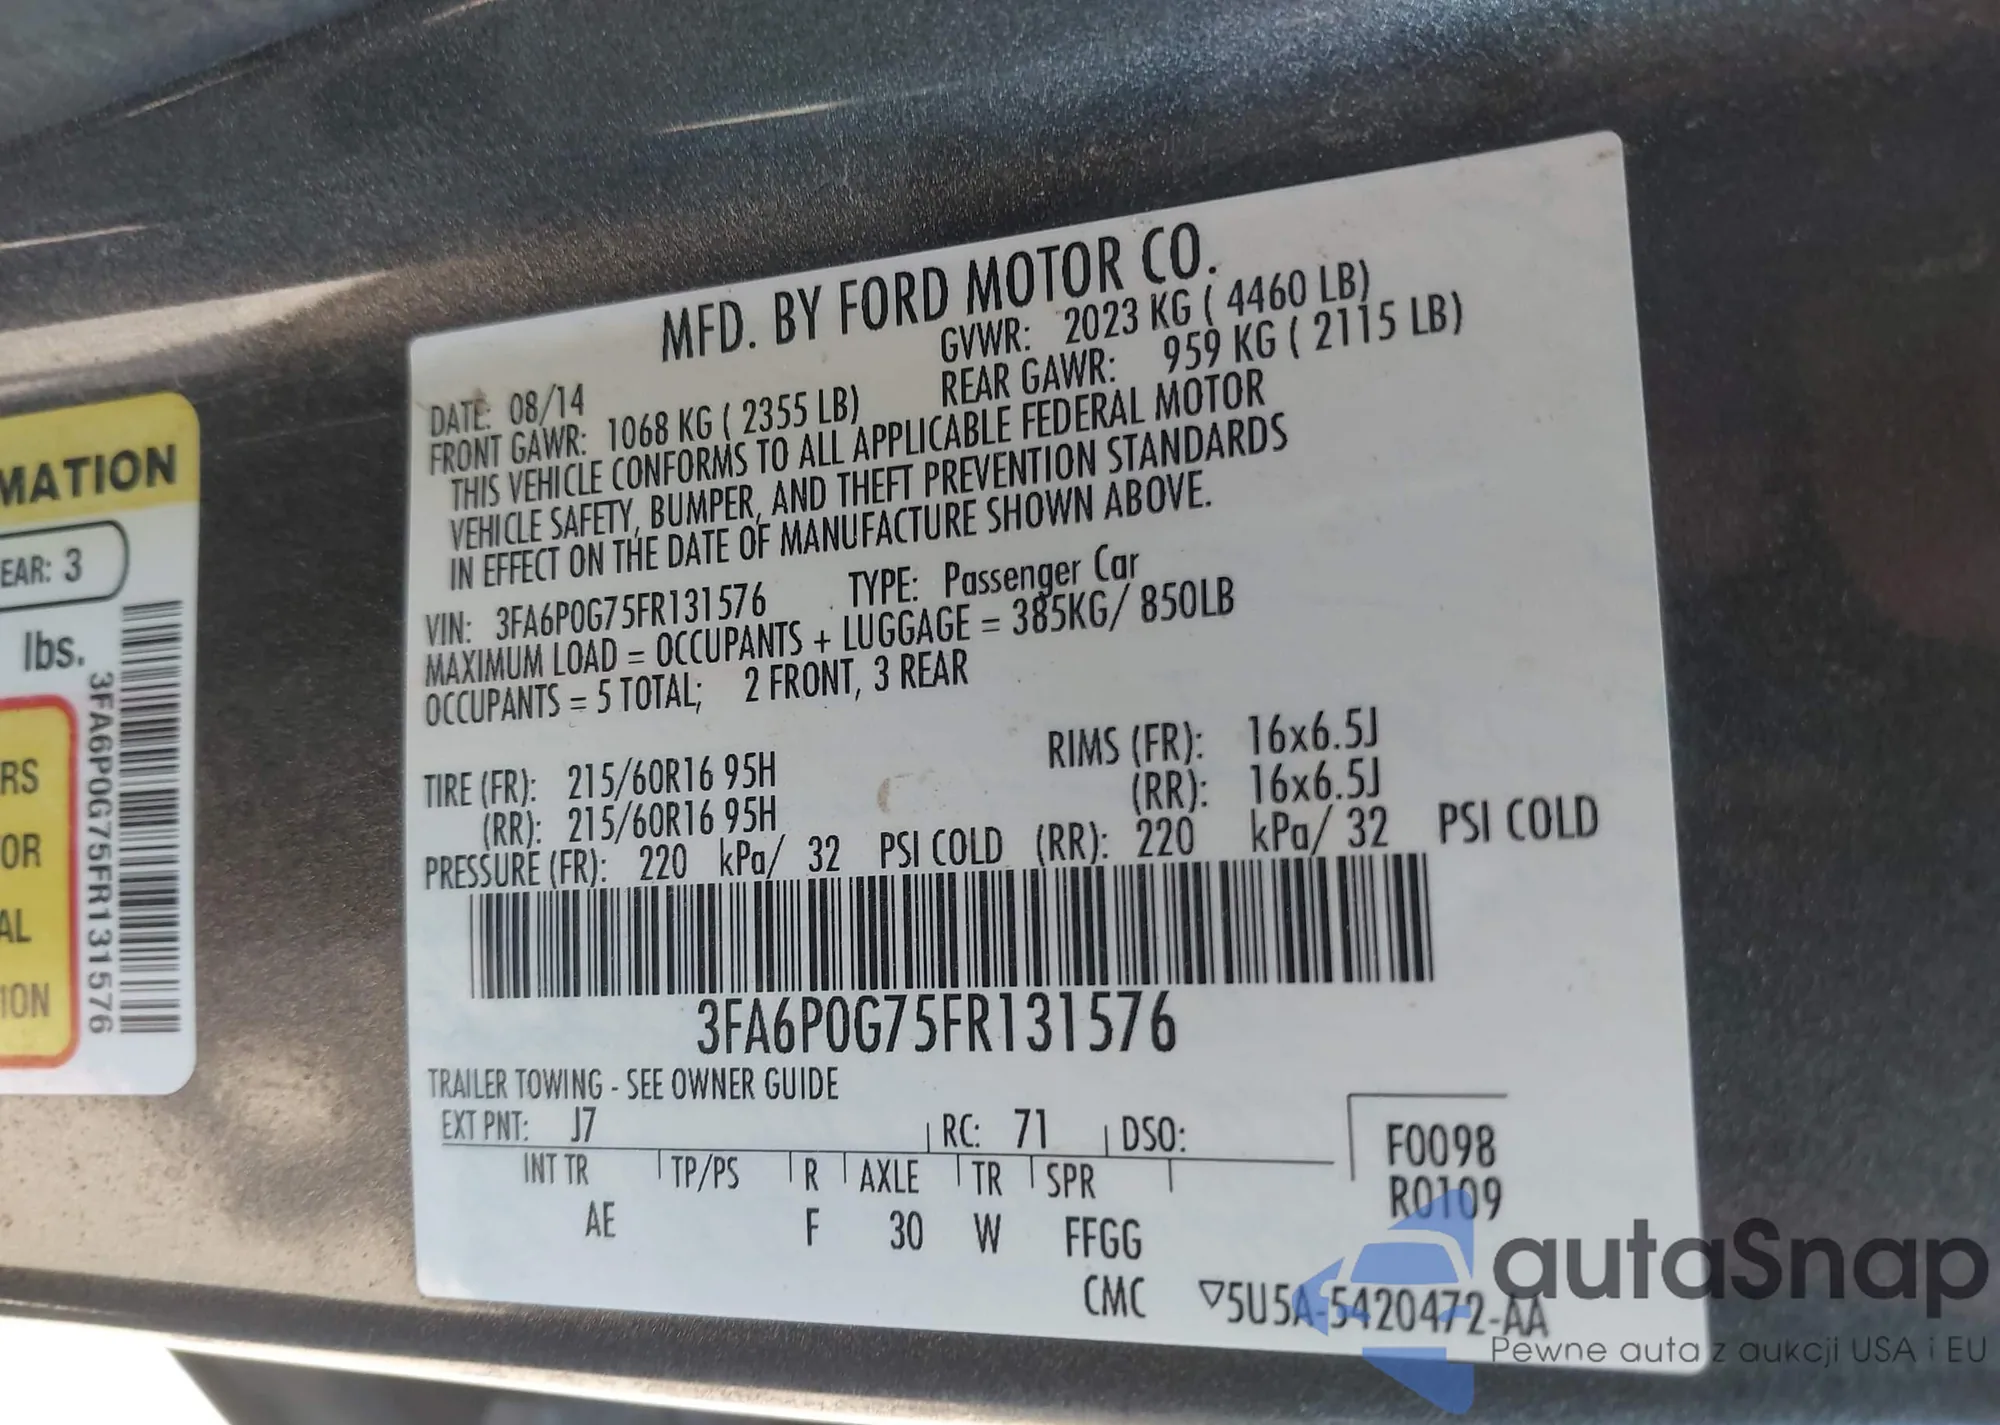 MATION
EAR: 3
lbs.
RS
OR
AL
ION
3FA6P0G75FR131576
MFD. BY FORD MOTOR CO.
DATE: 08/14 GVWR: 2023 KG ( 4460 LB)
FRONT GAWR: 1068 KG ( 2355 LB) REAR GAWR: 959 KG ( 2115 LB)
THIS VEHICLE CONFORMS TO ALL APPLICABLE FEDERAL MOTOR
VEHICLE SAFETY, BUMPER, AND THEFT PREVENTION STANDARDS
IN EFFECT ON THE DATE OF MANUFACTURE SHOWN ABOVE.
VIN: 3FA6P0G75FR131576 TYPE: Passenger Car
MAXIMUM LOAD = OCCUPANTS + LUGGAGE = 385KG/ 850LB
OCCUPANTS = 5 TOTAL; 2 FRONT, 3 REAR
TIRE (FR): 215/60R16 95H RIMS (FR): 16x6.5J
(RR): 215/60R16 95H (RR): 16x6.5J
PRESSURE (FR): 220 kPa/ 32 PSI COLD (RR): 220 kPa/ 32 PSI COLD
3FA6P0G75FR131576
TRAILER TOWING - SEE OWNER GUIDE
EXT PNT: J7 RC: 71 DSO: F0098
INT TR TP/PS R AXLE TR SPR R0109
AE F 30 W FFGG
CMC ▽5U5A-5420472-AA
autaSnap
Pewne auta z aukcji USA i EU